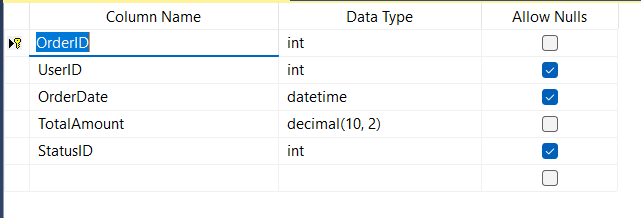 Column Name Data Type Allow Nulls
OrderID int
UserID int
OrderDate datetime
TotalAmount decimal(10, 2)
StatusID int